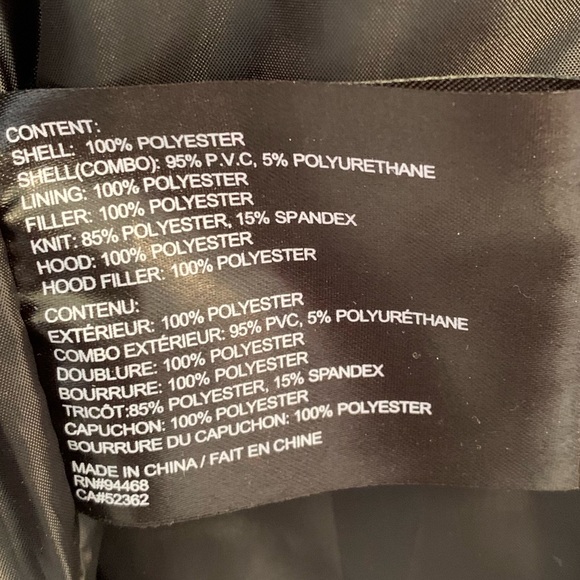 CONTENT:
SHELL: 100% POLYESTER
SHELL(COMBO): 95% P.V.C, 5% POLYURETHANE
LINING: 100% POLYESTER
FILLER: 100% POLYESTER
KNIT: 85% POLYESTER, 15% SPANDEX
HOOD: 100% POLYESTER
HOOD FILLER: 100% POLYESTER
CONTENU:
EXTÉRIEUR: 100% POLYESTER
COMBO EXTÉRIEUR: 95% PVC, 5% POLYURÉTHANE
DOUBLURE: 100% POLYESTER
BOURRURE: 100% POLYESTER
TRICÔT:85% POLYESTER, 15% SPANDEX
CAPUCHON: 100% POLYESTER
BOURRURE DU CAPUCHON: 100% POLYESTER
MADE IN CHINA / FAIT EN CHINE
RN#94468
CA#52362